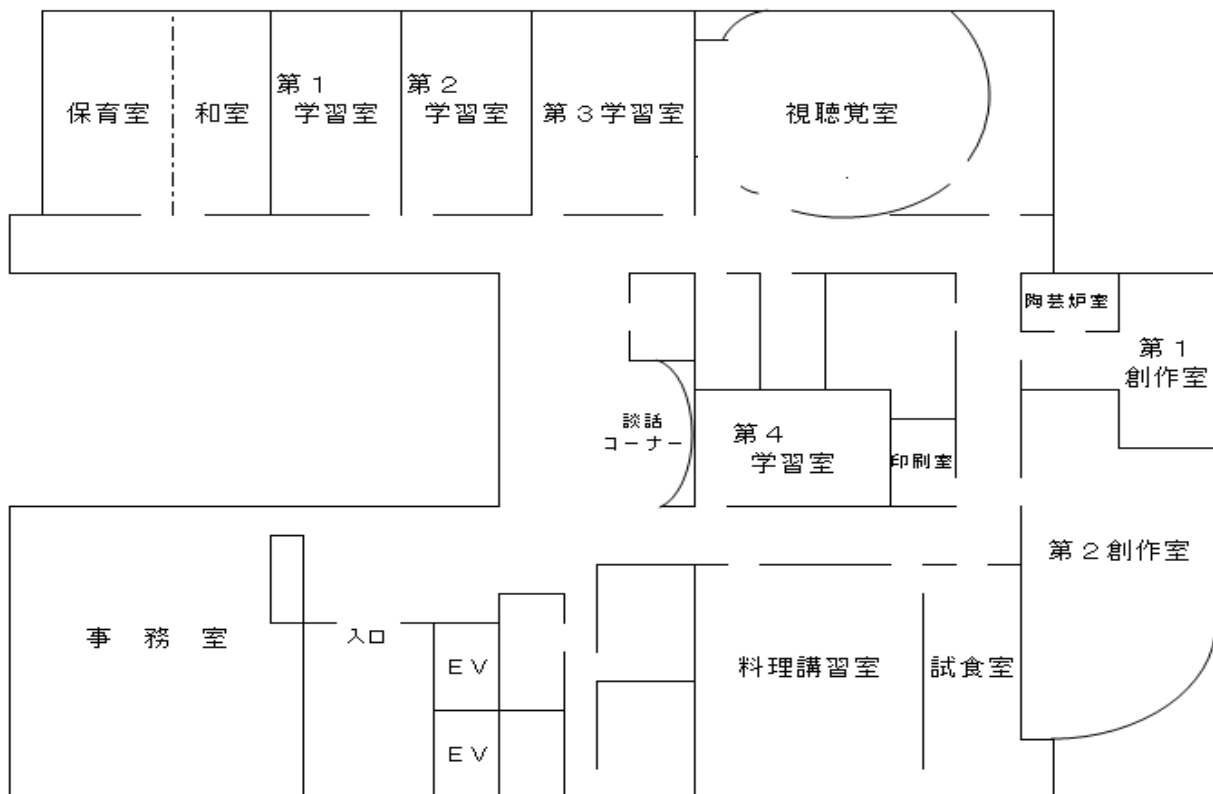 保育室
和室
第１
学習室
第２
学習室
第３学習室
視聴覚室
陶芸炉室
第１
創作室
談話
コーナー
第４
学習室
印刷室
第２創作室
事務室
入口
ＥＶ
料理講習室
試食室
ＥＶ